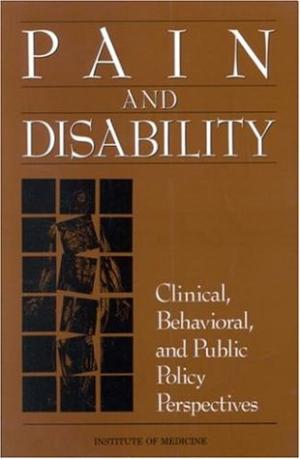 PAIN
AND
DISABILITY
Clinical,
Behavioral,
and Public
Policy
Perspectives
INSTITUTE OF MEDICINE